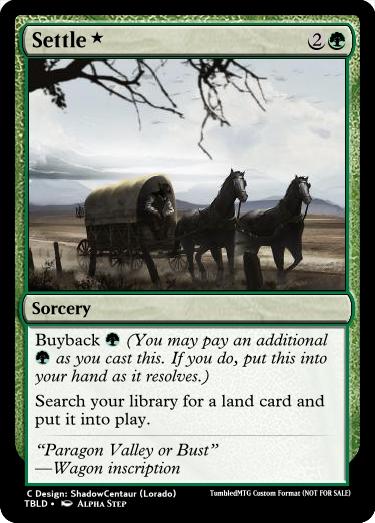 Settle ★ 2
Sorcery
Buyback (You may pay an additional
as you cast this. If you do, put this into
your hand as it resolves.)
Search your library for a land card and
put it into play.
“Paragon Valley or Bust”
—Wagon inscription
C Design: ShadowCentaur (Lorado) TumbledMTG Custom Format (NOT FOR SALE)
TBLD • Alpha Step